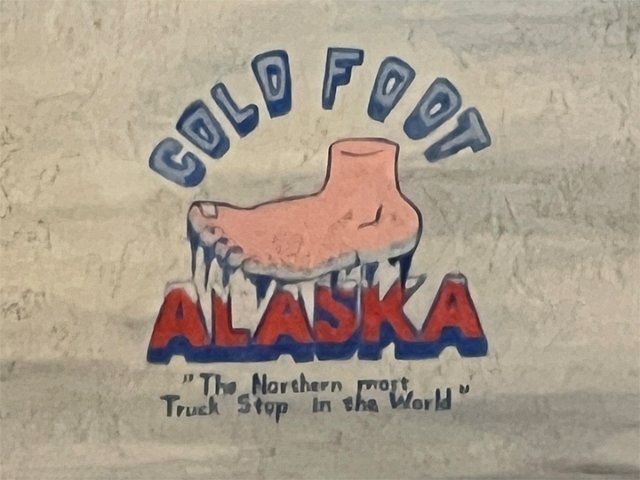 COLD FOOT
ALASKA
"The Northern most
Truck Stop in the World"